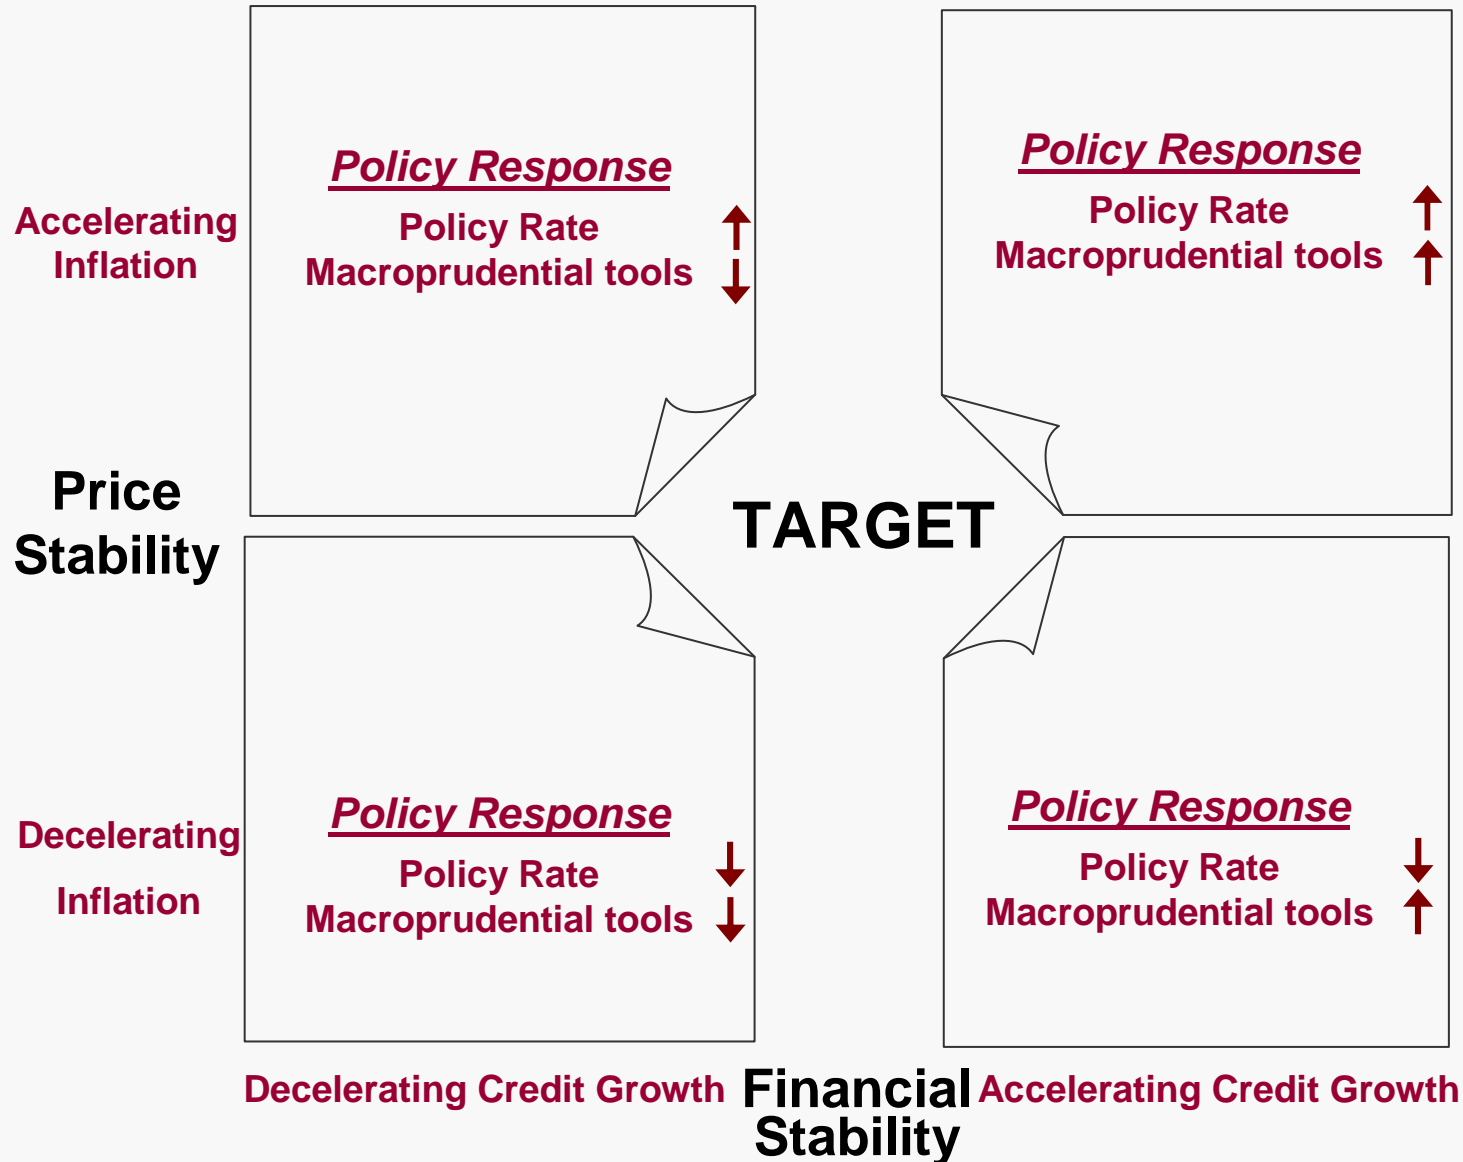 Policy Response
Policy Rate
Macroprudential tools
Policy Response
Policy Rate
Macroprudential tools
Accelerating
Inflation
Price
Stability
TARGET
Decelerating
Inflation
Policy Response
Policy Rate
Macroprudential tools
Policy Response
Policy Rate
Macroprudential tools
Decelerating Credit Growth
Financial
Stability
Accelerating Credit Growth